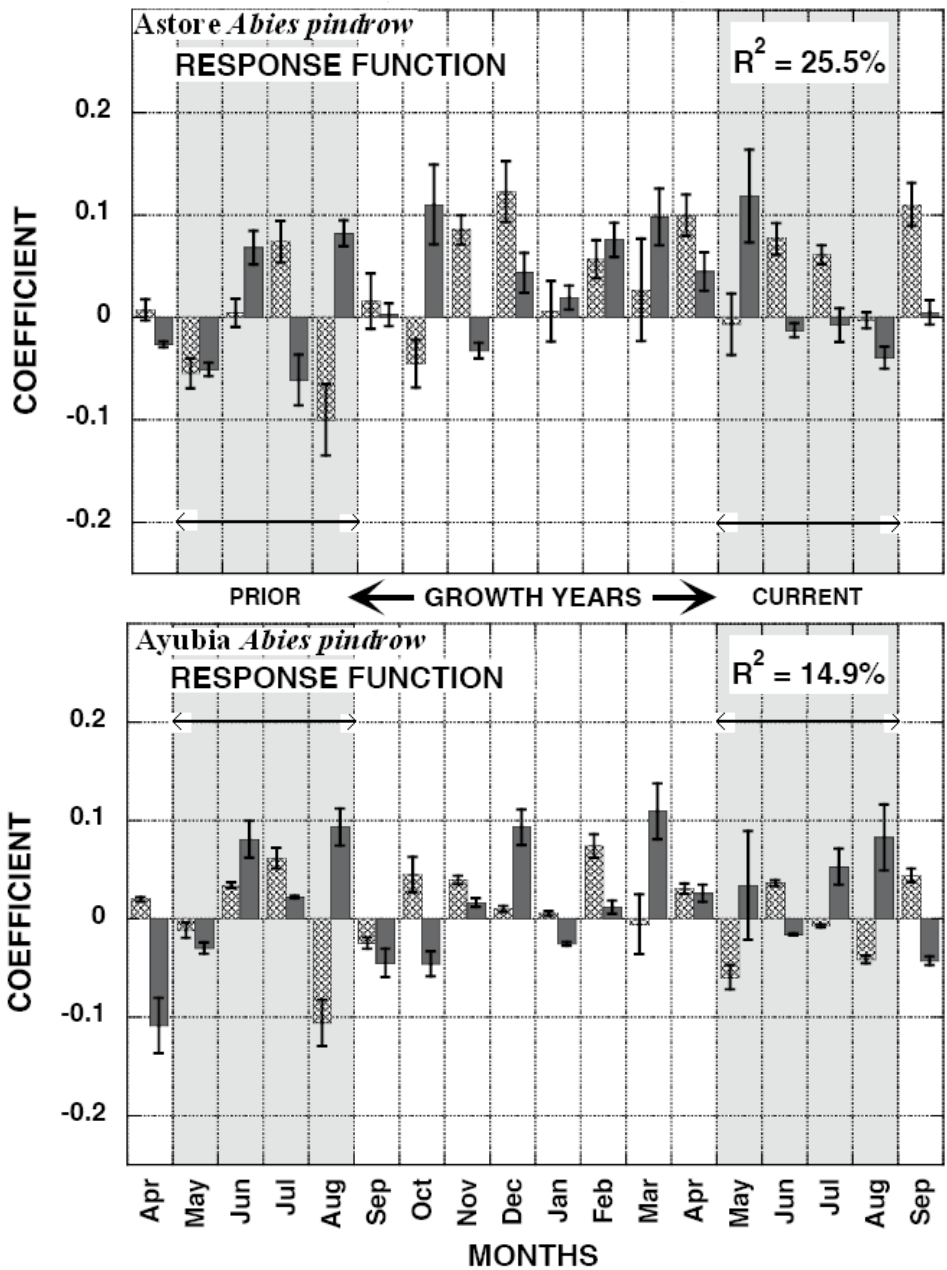 Astore Abies pindrow
RESPONSE FUNCTION
R² = 25.5%
COEFFICIENT
0.2
0.1
0
-0.1
-0.2
PRIOR GROWTH YEARS CURRENT
Ayubia Abies pindrow
RESPONSE FUNCTION
R² = 14.9%
COEFFICIENT
0.2
0.1
0
-0.1
-0.2
Apr May Jun Jul Aug Sep Oct Nov Dec Jan Feb Mar Apr May Jun Jul Aug Sep
MONTHS